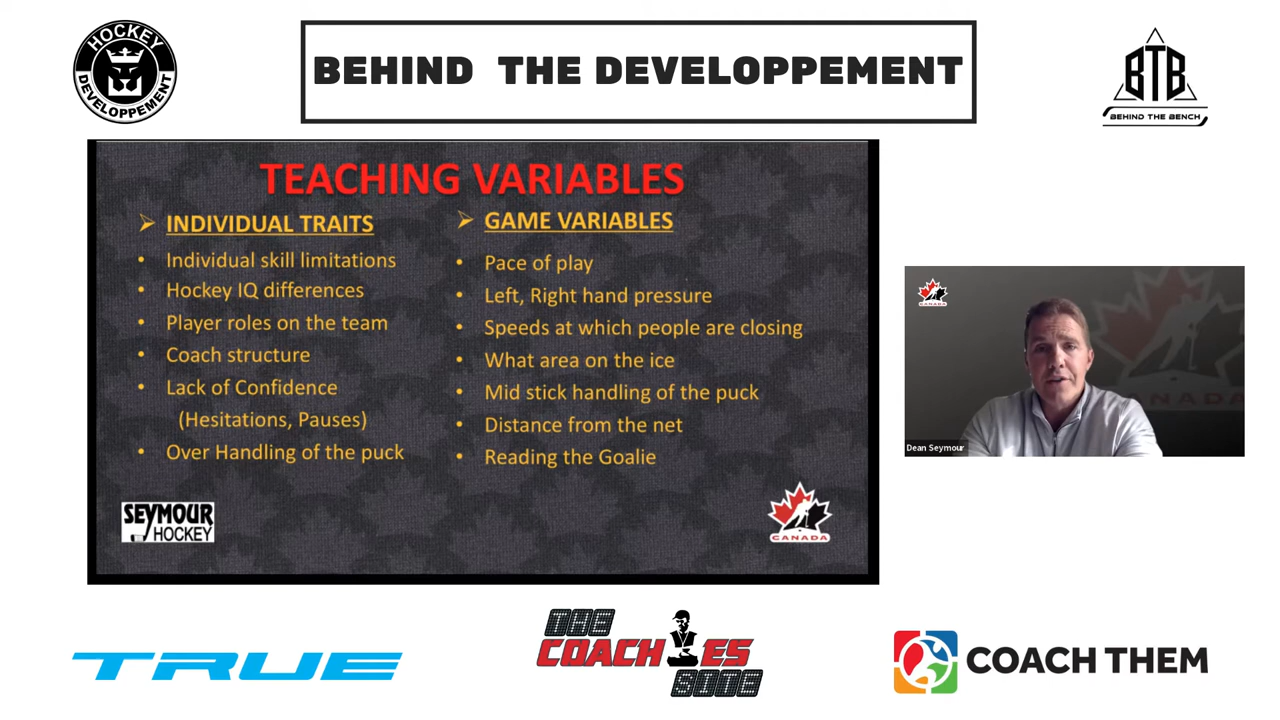 HOCKEY
DEVELOPPEMENT
BEHIND THE DEVELOPPEMENT
BTB
BEHIND THE BENCH
TEACHING VARIABLES
INDIVIDUAL TRAITS
Individual skill limitations
Hockey IQ differences
Player roles on the team
Coach structure
Lack of Confidence
(Hesitations, Pauses)
Over Handling of the puck
GAME VARIABLES
Pace of play
Left, Right hand pressure
Speeds at which people are closing
What area on the ice
Mid stick handling of the puck
Distance from the net
Reading the Goalie
SEYMOUR
HOCKEY
CANADA
CANADA
Dean Seymour
TRUE
THE
COACHES
SITE
COACH THEM